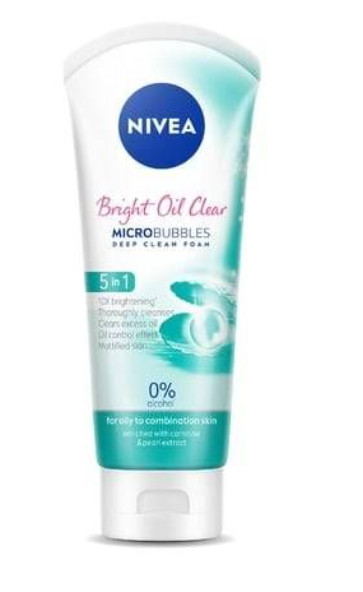 NIVEA
Bright Oil Clear
MICROBUBBLES
DEEP CLEAN FOAM
5 in 1
10X brightening*
Thoroughly cleanses
Clears excess oil
Oil control effect
Mattified skin
0%
alcohol
for oily to combination skin
enriched with carnitine
& pearl extract